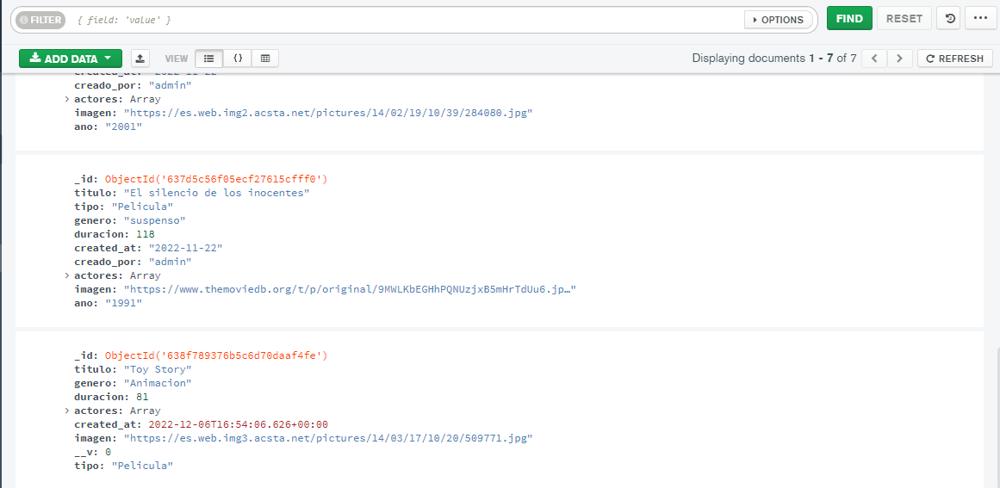 FILTER { field: 'value' } OPTIONS FIND RESET
ADD DATA VIEW {} Displaying documents 1 - 7 of 7 REFRESH
created_at: "2022-11-22"
creado_por: "admin"
actores: Array
imagen: "https://es.web.img2.acsta.net/pictures/14/02/19/10/39/284080.jpg"
ano: "2001"
_id: ObjectId('637d5c56f05ecf27615cfff0')
titulo: "El silencio de los inocentes"
tipo: "Pelicula"
genero: "suspenso"
duracion: 118
created_at: "2022-11-22"
creado_por: "admin"
actores: Array
imagen: "https://www.themoviedb.org/t/p/original/9MWLKbEGHhPQNUzjxB5mHrTdUu6.jp…"
ano: "1991"
_id: ObjectId('638f789376b5c6d70daaf4fe')
titulo: "Toy Story"
genero: "Animacion"
duracion: 81
actores: Array
created_at: 2022-12-06T16:54:06.626+00:00
imagen: "https://es.web.img3.acsta.net/pictures/14/03/17/10/20/509771.jpg"
__v: 0
tipo: "Pelicula"